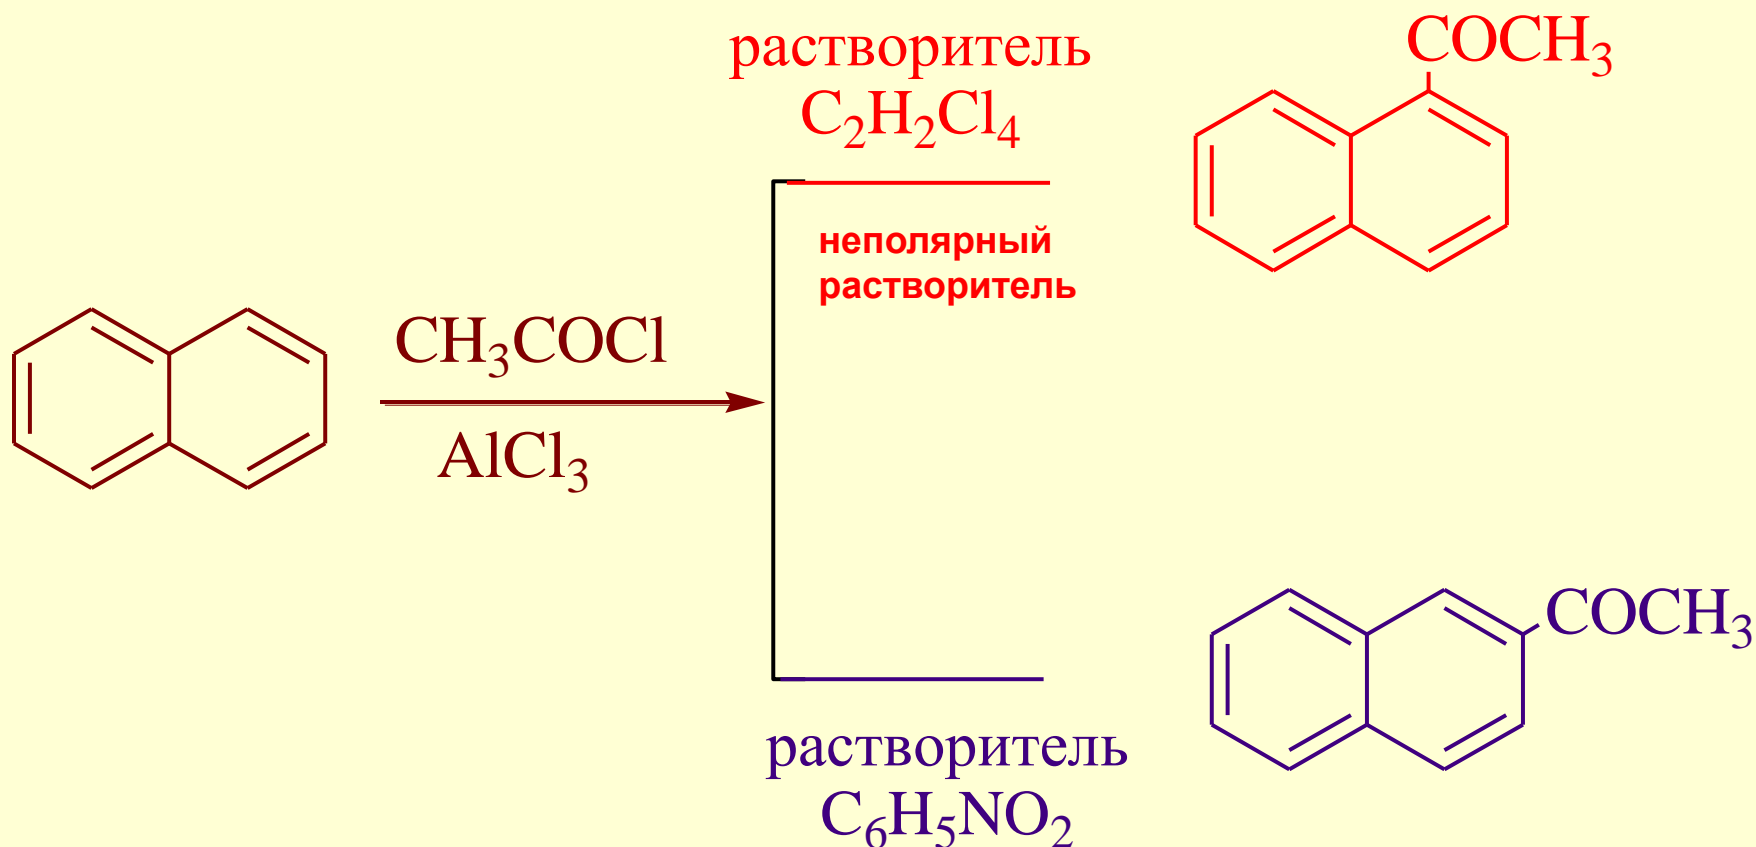 растворитель
C₂H₂Cl₄
COCH₃
неполярный
растворитель
CH₃COCl
AlCl₃
COCH₃
растворитель
C₆H₅NO₂